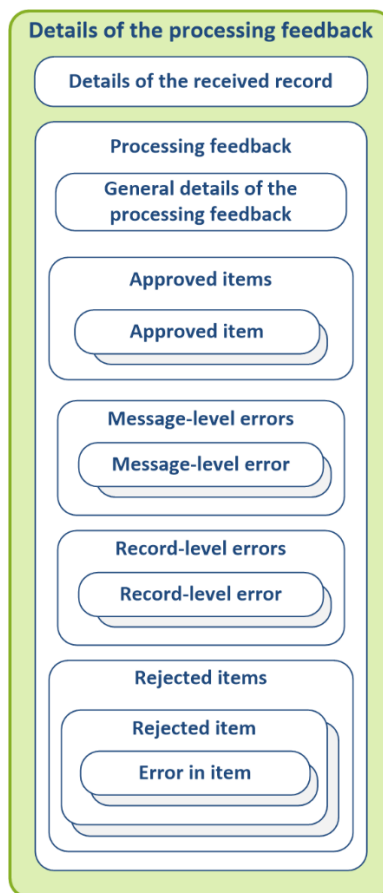 Details of the processing feedback
Details of the received record
Processing feedback
General details of the
processing feedback
Approved items
Approved item
Message-level errors
Message-level error
Record-level errors
Record-level error
Rejected items
Rejected item
Error in item